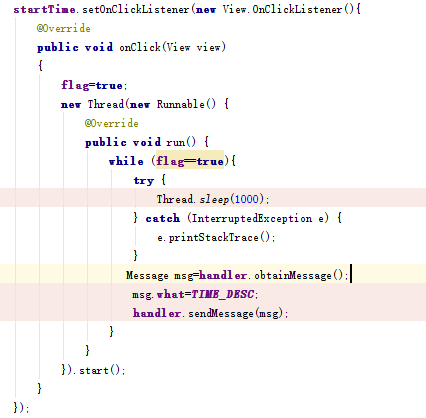 startTime.setOnClickListener(new View.OnClickListener(){
    @Override
    public void onClick(View view)
    {
        flag=true;
        new Thread(new Runnable() {
            @Override
            public void run() {
                while (flag==true){
                    try {
                        Thread.sleep(1000);
                    } catch (InterruptedException e) {
                        e.printStackTrace();
                    }
                   Message msg=handler.obtainMessage();
                    msg.what=TIME_DESC;
                    handler.sendMessage(msg);
                }
            }
        }).start();
    }
});